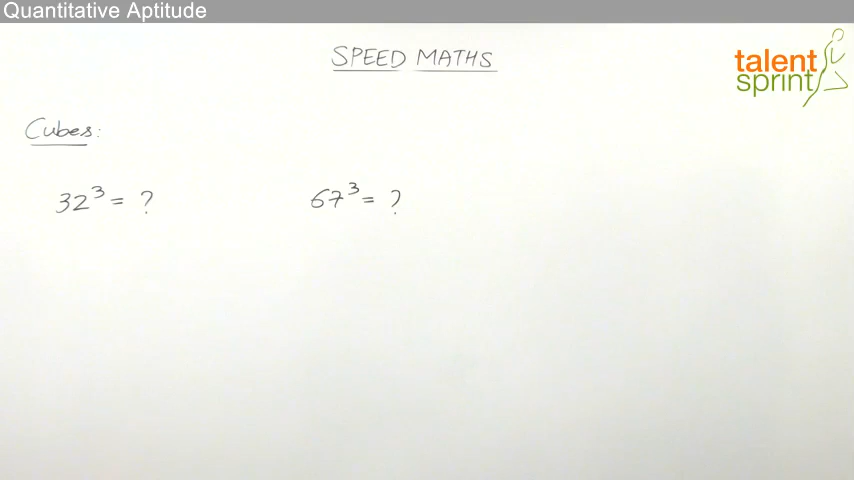 Quantitative Aptitude
SPEED MATHS
talent
sprint
Cubes:
32³ = ?
67³ = ?